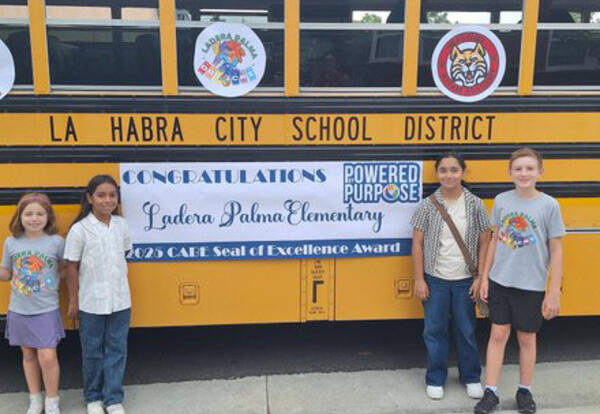 LADERA PALMA
LA HABRA CITY SCHOOL DISTRICT
CONGRATULATIONS
POWERED
PURPOSE
Ladera Palma Elementary
2025 CABE Seal of Excellence Award